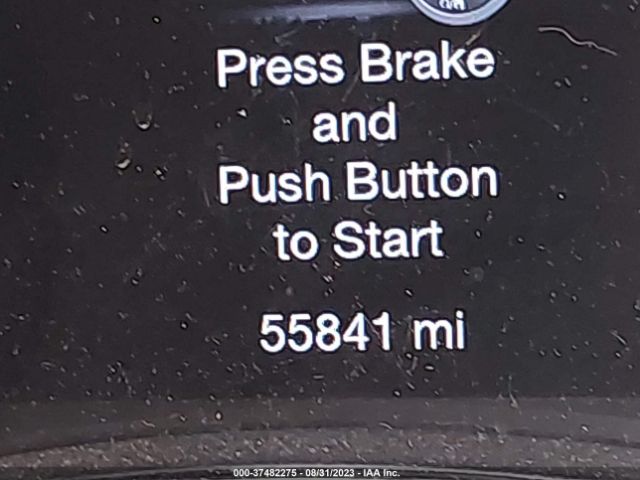 Press Brake
and
Push Button
to Start
55841 mi
000-37482275 - 08/31/2023 - IAA Inc.